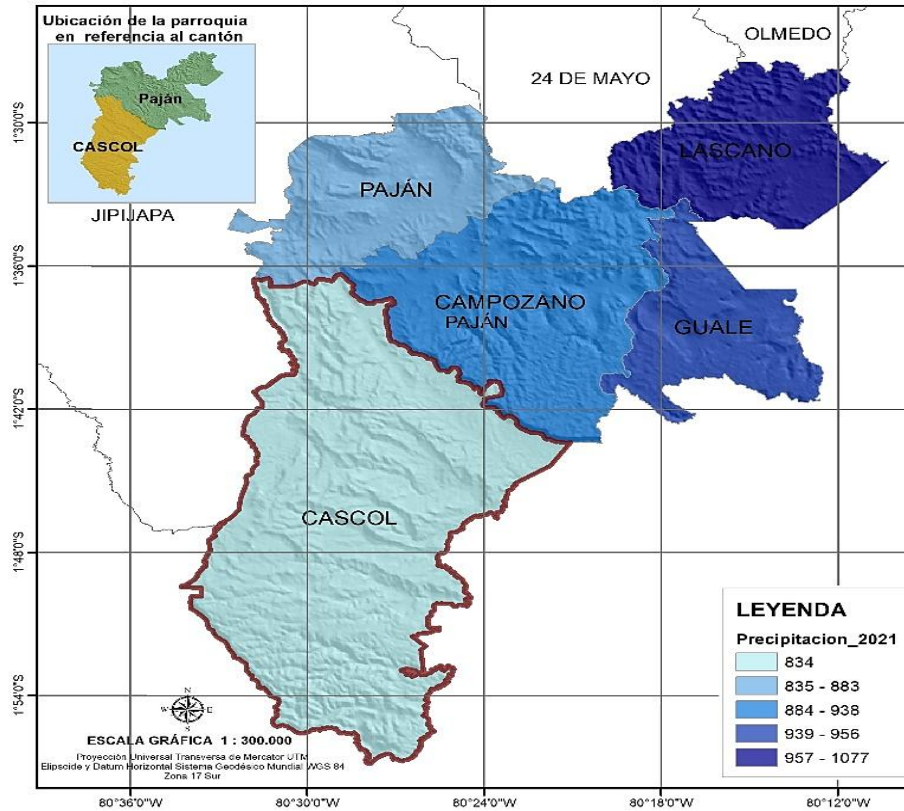 Ubicación de la parroquia
en referencia al cantón
Paján
CASCOL
JIPIJAPA
OLMEDO
24 DE MAYO
LASCANO
PAJÁN
CAMPOZANO
PAJÁN
GUALE
CASCOL
1°30'0"S
1°36'0"S
1°42'0"S
1°48'0"S
1°54'0"S
LEYENDA
Precipitacion_2021
834
835 - 883
884 - 938
939 - 956
957 - 1077
N
W E
S
ESCALA GRÁFICA 1 : 300.000
Proyección Universal Transversa de Mercator UTM
Elipsoide y Datum Horizontal Sistema Geodésico Mundial WGS 84
Zona 17 Sur
80°36'0"W
80°30'0"W
80°24'0"W
80°18'0"W
80°12'0"W